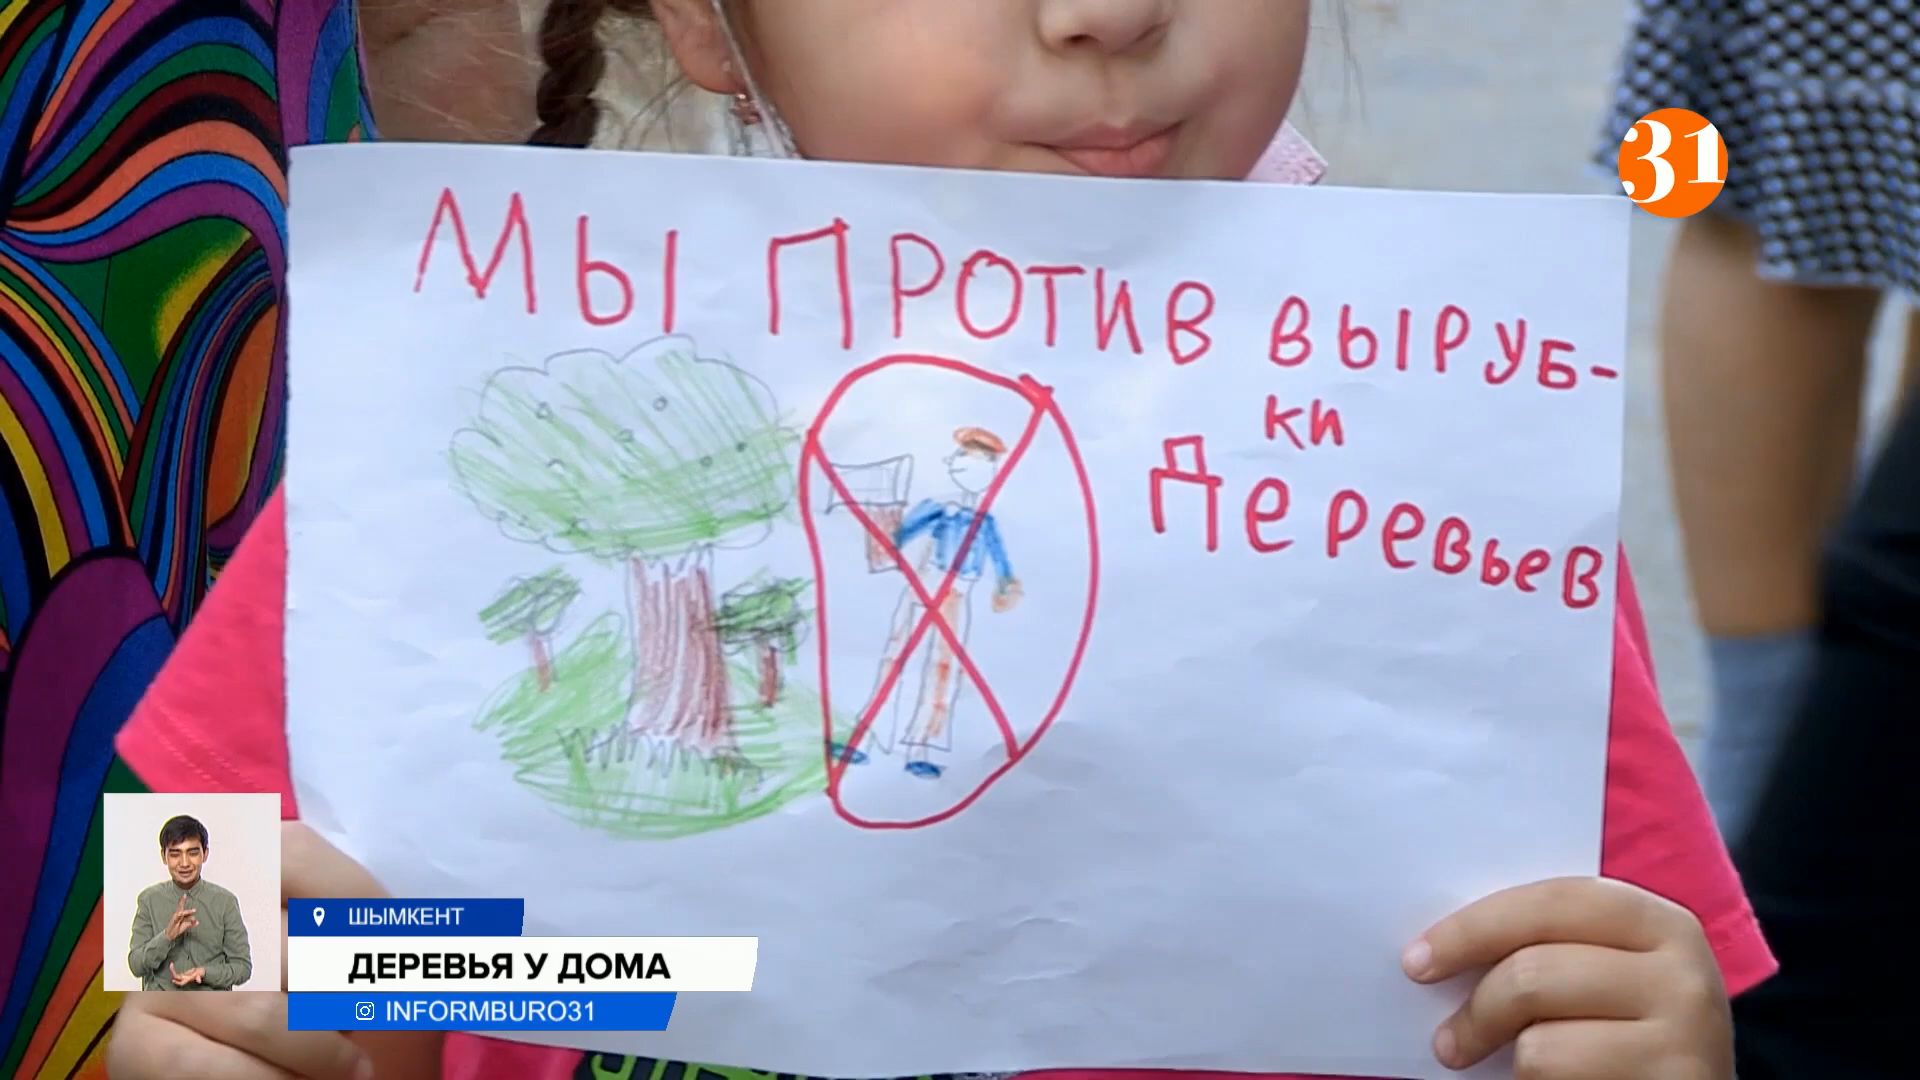 31
МЫ ПРОТИВ ВЫРУБ-
КИ
ДЕРЕВЬЕВ
ШЫМКЕНТ
ДЕРЕВЬЯ У ДОМА
INFORMBURO31